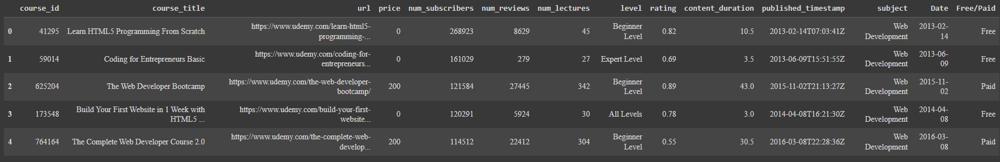 course_id course_title url price num_subscribers num_reviews num_lectures level rating content_duration published_timestamp subject Date Free/Paid
0 41295 Learn HTML5 Programming From Scratch https://www.udemy.com/learn-html5-programming-... 0 268923 8629 45 Beginner Level 0.82 10.5 2013-02-14T07:03:41Z Web Development 2013-02-14 Free
1 59014 Coding for Entrepreneurs Basic https://www.udemy.com/coding-for-entrepreneurs... 0 161029 279 27 Expert Level 0.69 3.5 2013-06-09T15:51:55Z Web Development 2013-06-09 Free
2 625204 The Web Developer Bootcamp https://www.udemy.com/the-web-developer-bootcamp/ 200 121584 27445 342 Beginner Level 0.89 43.0 2015-11-02T21:13:27Z Web Development 2015-11-02 Paid
3 173548 Build Your First Website in 1 Week with HTML5 ... https://www.udemy.com/build-your-first-website... 0 120291 5924 30 All Levels 0.78 3.0 2014-04-08T16:21:30Z Web Development 2014-04-08 Free
4 764164 The Complete Web Developer Course 2.0 https://www.udemy.com/the-complete-web-develop... 200 114512 22412 304 Beginner Level 0.55 30.5 2016-03-08T22:28:36Z Web Development 2016-03-08 Paid